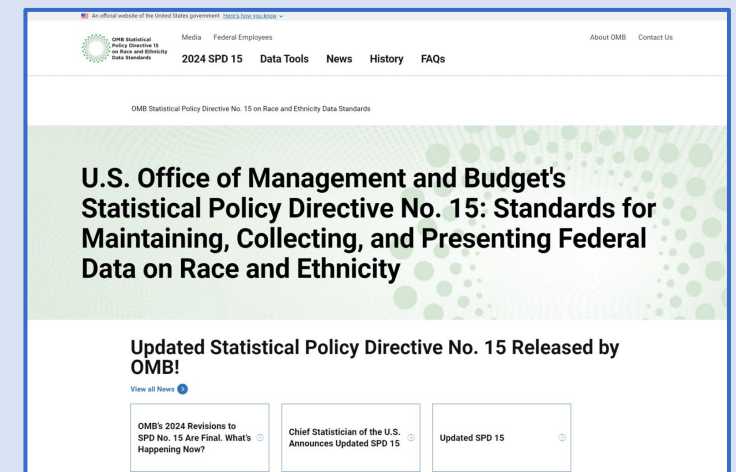 An official website of the United States government Here's how you know
OMB Statistical
Policy Directive 15
on Race and Ethnicity
Data Standards
Media Federal Employees
About OMB Contact Us
2024 SPD 15 Data Tools News History FAQs
OMB Statistical Policy Directive No. 15 on Race and Ethnicity Data Standards
U.S. Office of Management and Budget's
Statistical Policy Directive No. 15: Standards for
Maintaining, Collecting, and Presenting Federal
Data on Race and Ethnicity
Updated Statistical Policy Directive No. 15 Released by
OMB!
View all News
OMB's 2024 Revisions to
SPD No. 15 Are Final. What's
Happening Now?
Chief Statistician of the U.S.
Announces Updated SPD 15
Updated SPD 15